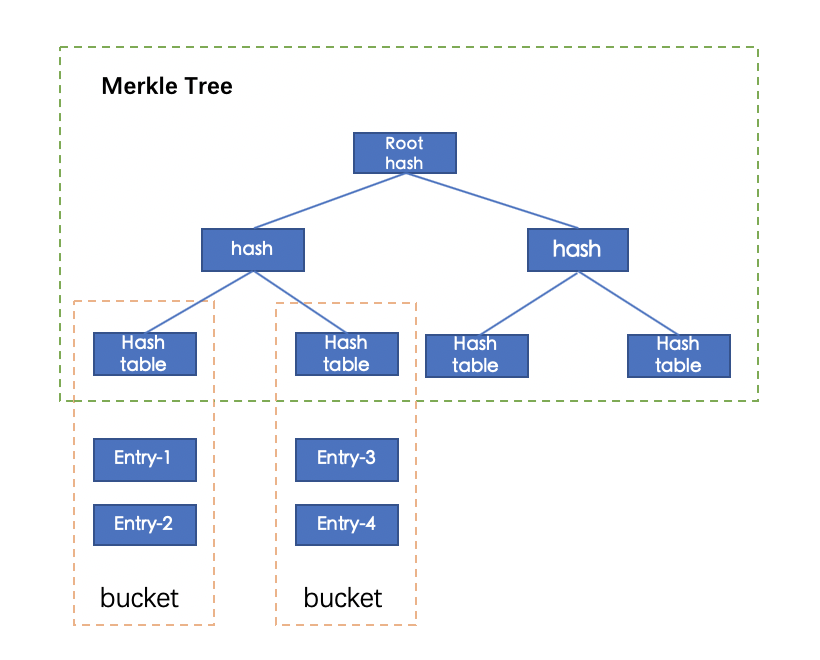 Merkle Tree
Root
hash
hash
hash
Hash
table
Hash
table
Hash
table
Hash
table
Entry-1
Entry-3
Entry-2
Entry-4
bucket
bucket